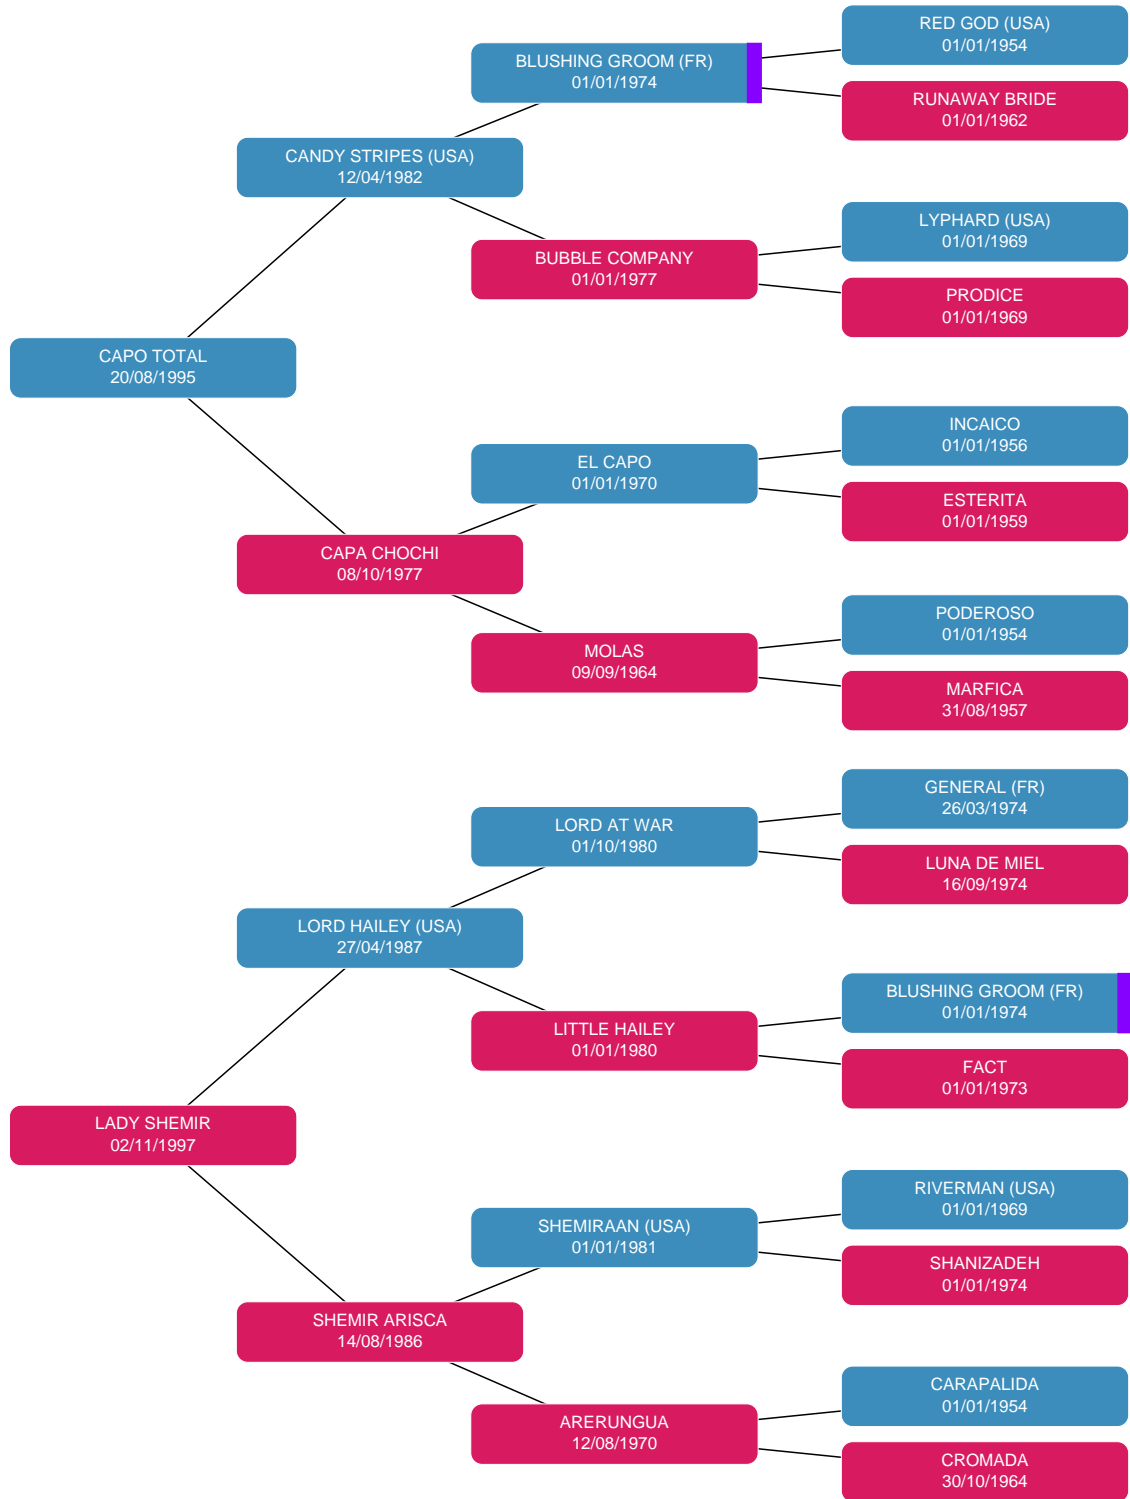 RED GOD (USA)
01/01/1954
BLUSHING GROOM (FR)
01/01/1974
RUNAWAY BRIDE
01/01/1962
CANDY STRIPES (USA)
12/04/1982
LYPHARD (USA)
01/01/1969
BUBBLE COMPANY
01/01/1977
PRODICE
01/01/1969
CAPO TOTAL
20/08/1995
INCAICO
01/01/1956
EL CAPO
01/01/1970
ESTERITA
01/01/1959
CAPA CHOCHI
08/10/1977
PODEROSO
01/01/1954
MOLAS
09/09/1964
MARFICA
31/08/1957
GENERAL (FR)
26/03/1974
LORD AT WAR
01/10/1980
LUNA DE MIEL
16/09/1974
LORD HAILEY (USA)
27/04/1987
BLUSHING GROOM (FR)
01/01/1974
LITTLE HAILEY
01/01/1980
FACT
01/01/1973
LADY SHEMIR
02/11/1997
RIVERMAN (USA)
01/01/1969
SHEMIRAAN (USA)
01/01/1981
SHANIZADEH
01/01/1974
SHEMIR ARISCA
14/08/1986
CARAPALIDA
01/01/1954
ARERUNGUA
12/08/1970
CROMADA
30/10/1964